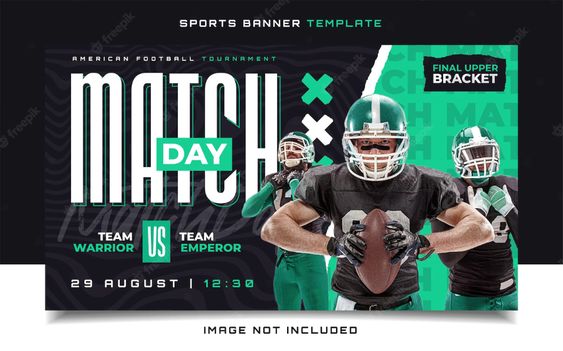 SPORTS BANNER TEMPLATE
AMERICAN FOOTBALL TOURNAMENT
MATCH
DAY
FINAL UPPER
BRACKET
TEAM
WARRIOR
VS
TEAM
EMPEROR
29 AUGUST | 12:30
IMAGE NOT INCLUDED